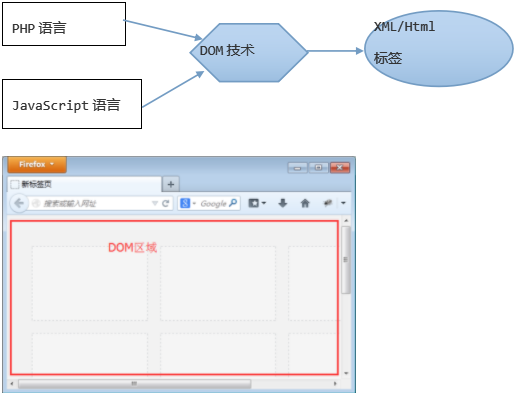 PHP 语言
DOM 技术
XML/Html
标签
JavaScript 语言
Firefox
新标签页
搜索或输入网址
Google
DOM区域